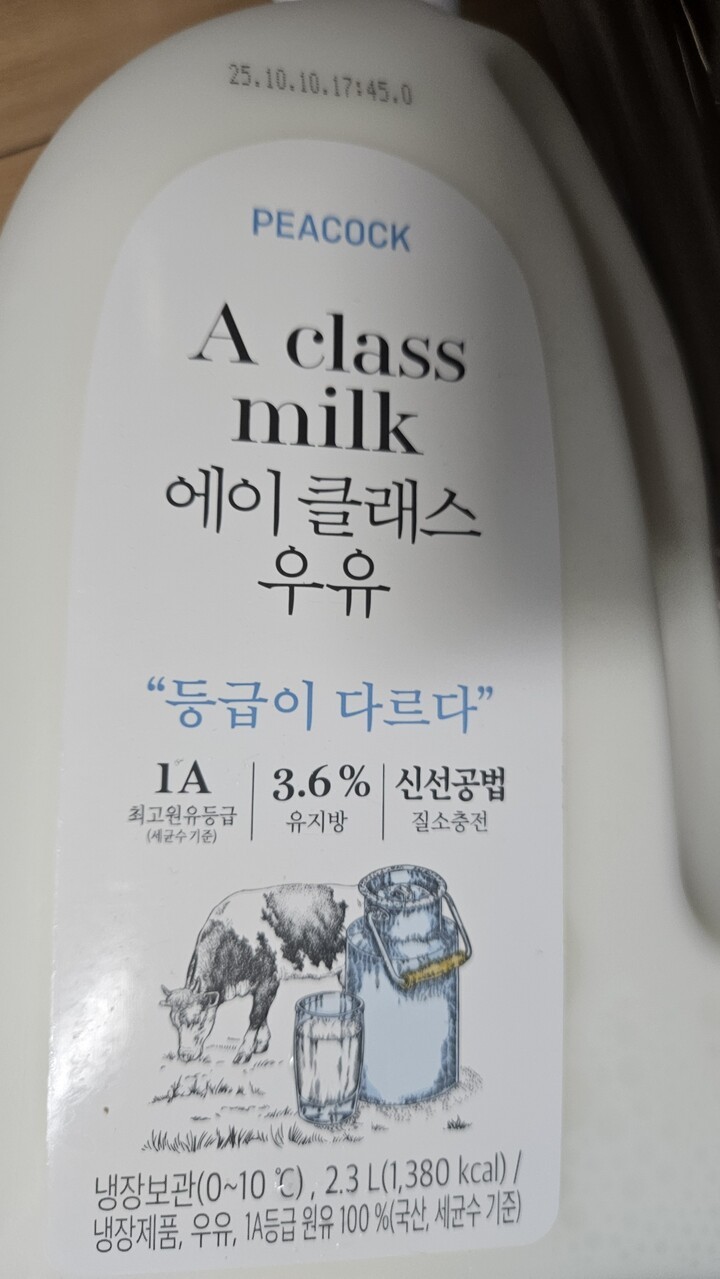 25.10.10.17:45.0
PEACOCK
A class
milk
에이 클래스
우유
“등급이 다르다”
1A 3.6% 신선공법
최고원유등급 유지방 질소충전
(세균수기준)
냉장보관(0~10 ℃), 2.3 L(1,380 kcal) /
냉장제품, 우유, 1A등급 원유 100 %(국산, 세균수 기준)